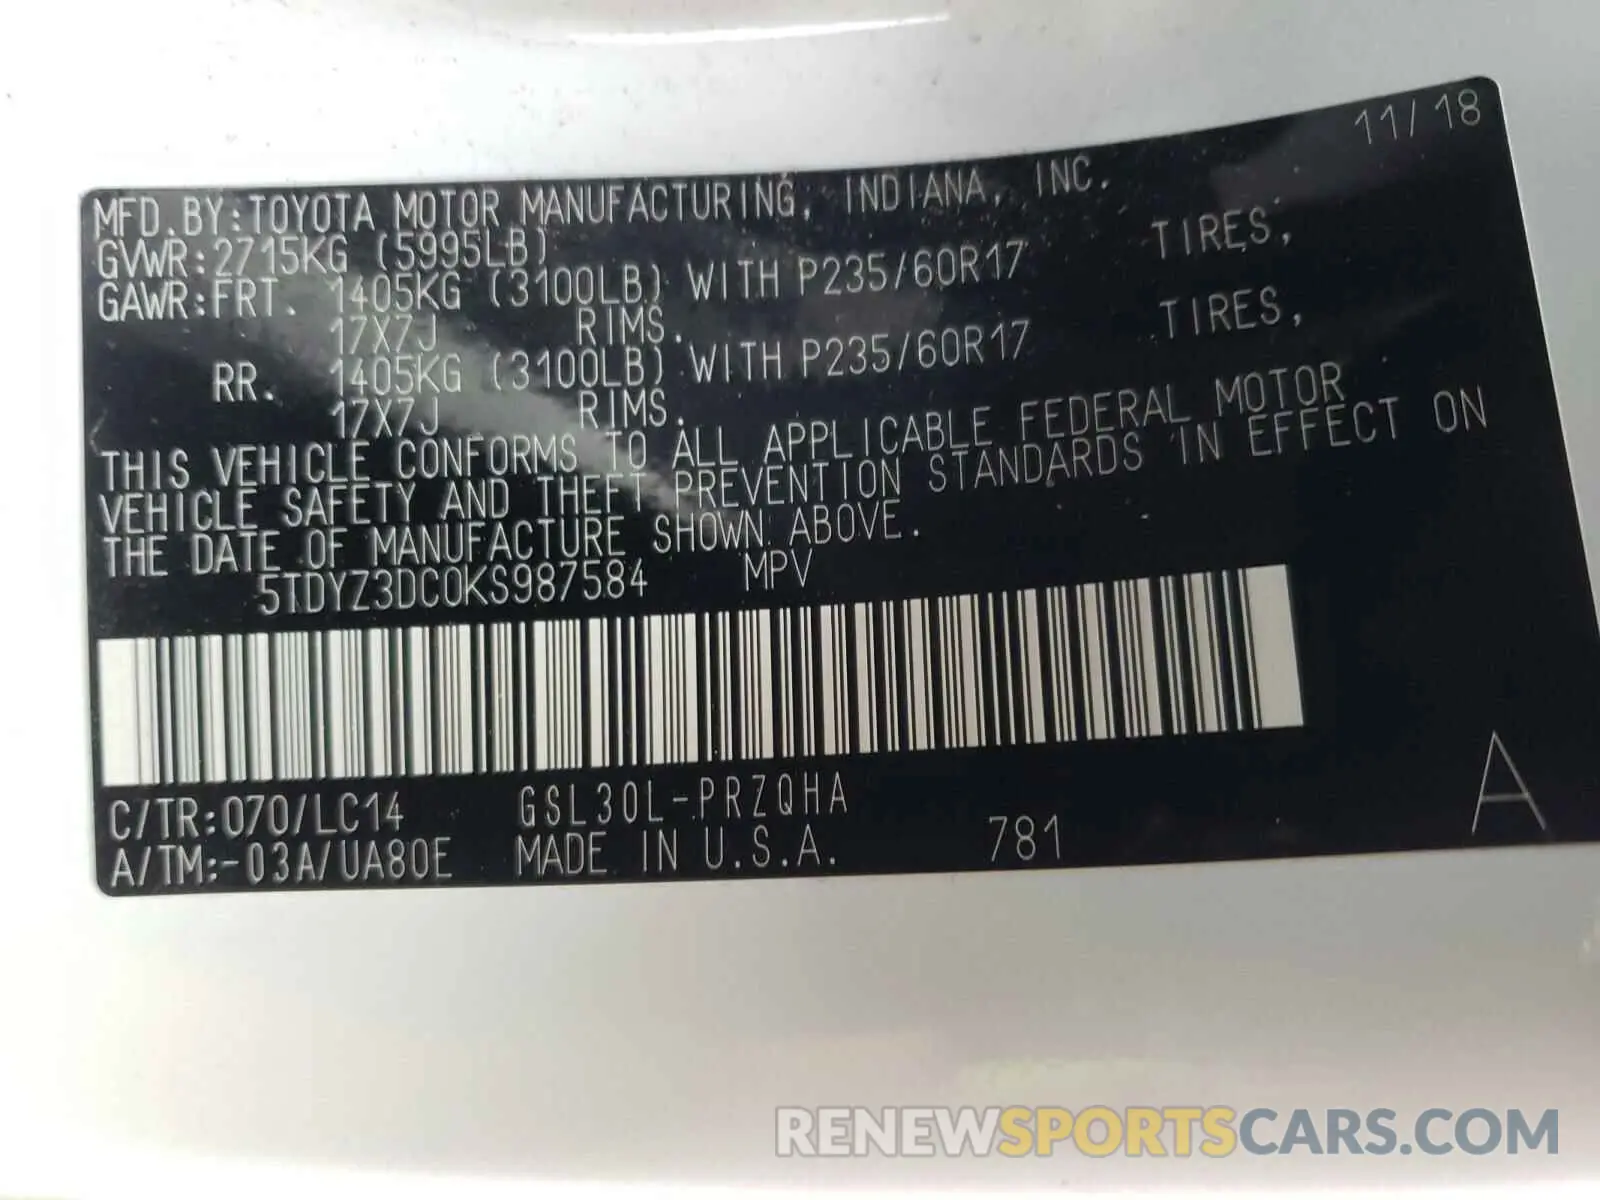 11/18
MFD.BY:TOYOTA MOTOR MANUFACTURING, INDIANA, INC.
GVWR:2715KG (5995LB)
GAWR:FRT. 1405KG (3100LB) WITH P235/60R17 TIRES,
17X7J RIMS.
RR. 1405KG (3100LB) WITH P235/60R17 TIRES,
17X7J RIMS.
THIS VEHICLE CONFORMS TO ALL APPLICABLE FEDERAL MOTOR
VEHICLE SAFETY AND THEFT PREVENTION STANDARDS IN EFFECT ON
THE DATE OF MANUFACTURE SHOWN ABOVE.
5TDYZ3DC0KS987584 MPV
C/TR:070/LC14 GSL30L-PRZQHA
A/TM:-03A/UA80E MADE IN U.S.A. 781 A
RENEWSPORTSCARS.COM